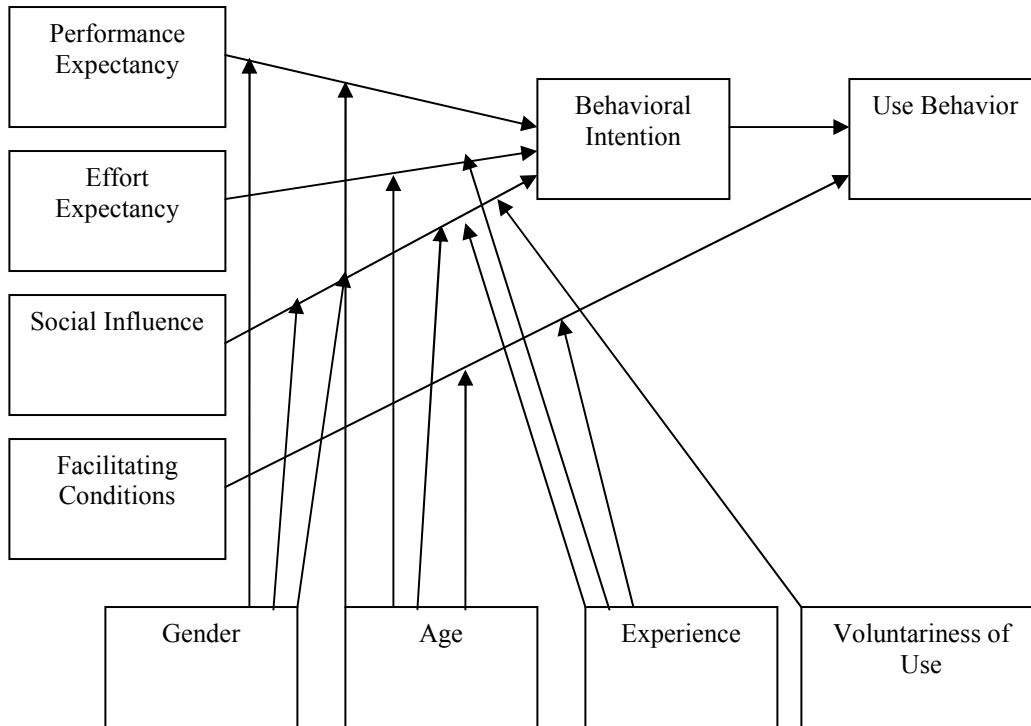 Performance
Expectancy
Behavioral
Intention
Use Behavior
Effort
Expectancy
Social Influence
Facilitating
Conditions
Gender
Age
Experience
Voluntariness of
Use